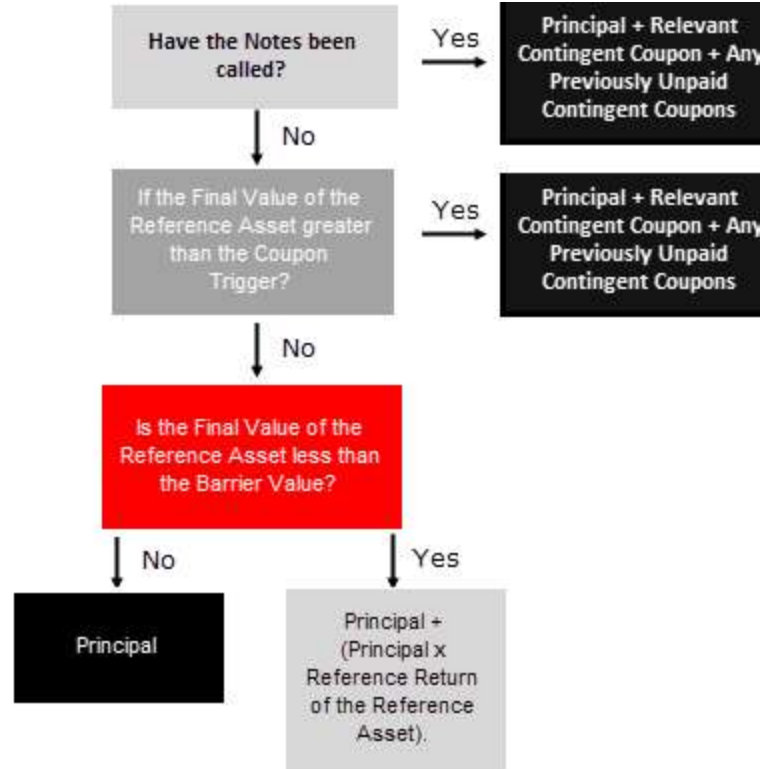 Have the Notes been
called?
Yes
Principal + Relevant
Contingent Coupon + Any
Previously Unpaid
Contingent Coupons
No
If the Final Value of the
Reference Asset greater
than the Coupon
Trigger?
Yes
Principal + Relevant
Contingent Coupon + Any
Previously Unpaid
Contingent Coupons
No
Is the Final Value of the
Reference Asset less than
the Barrier Value?
No
Yes
Principal
Principal +
(Principal x
Reference Return
of the Reference
Asset).